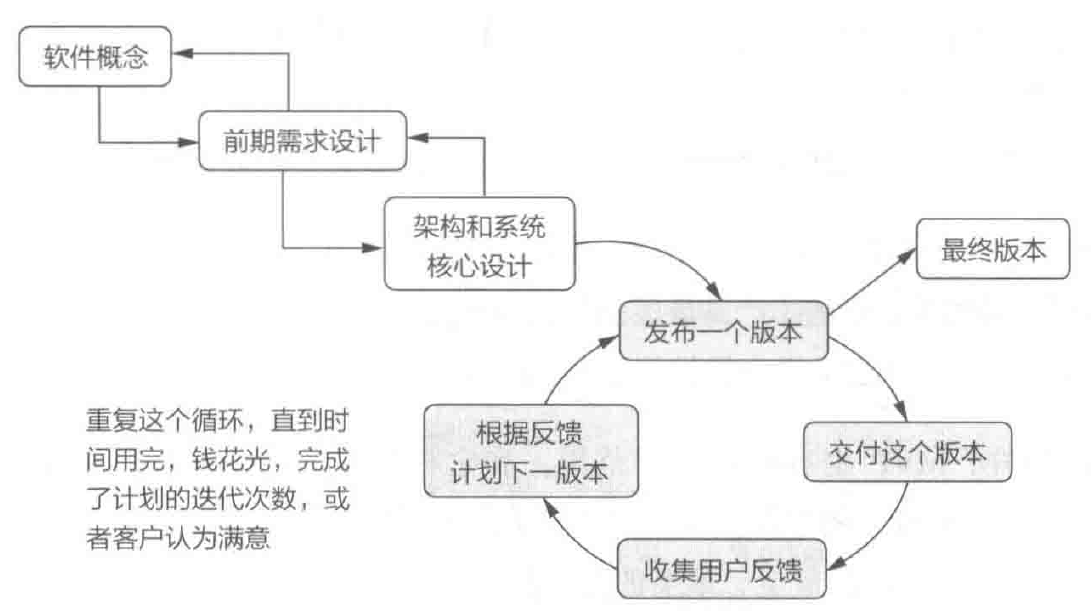 软件概念
前期需求设计
架构和系统
核心设计
最终版本
发布一个版本
根据反馈
计划下一版本
交付这个版本
收集用户反馈
重复这个循环，直到时
间用完，钱花光，完成
了计划的迭代次数，或
者客户认为满意